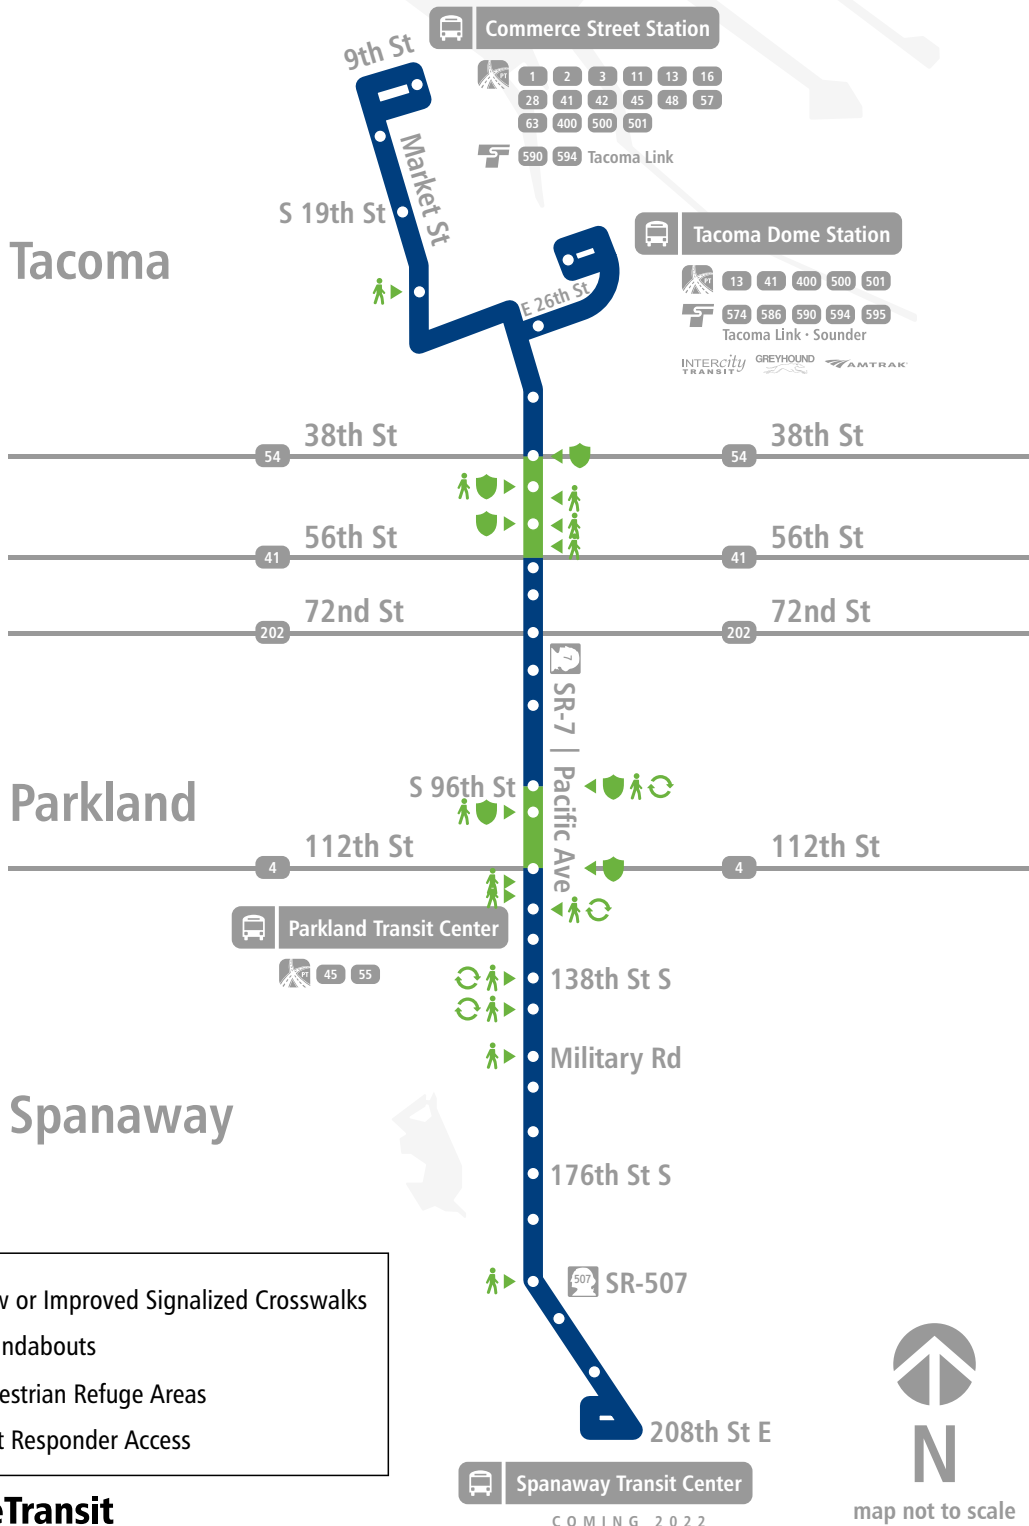 Commerce Street Station
9th St
1 2 3 11 13 16
28 41 42 45 48 57
63 400 500 501
590 594 Tacoma Link
Market St
S 19th St
Tacoma
Tacoma Dome Station
13 41 400 500 501
574 586 590 594 595
Tacoma Link · Sounder
INTERcity TRANSIT GREYHOUND AMTRAK
E 26th St
38th St 38th St
54 54
56th St 56th St
41 41
72nd St 72nd St
202 202
7
SR-7 | Pacific Ave
S 96th St
Parkland
112th St 112th St
4 4
Parkland Transit Center
PT 45 55
138th St S
Military Rd
Spanaway
176th St S
507 SR-507
w or Improved Signalized Crosswalks
ndabouts
estrian Refuge Areas
t Responder Access
208th St E
Spanaway Transit Center
COMING 2022
eTransit
N
map not to scale